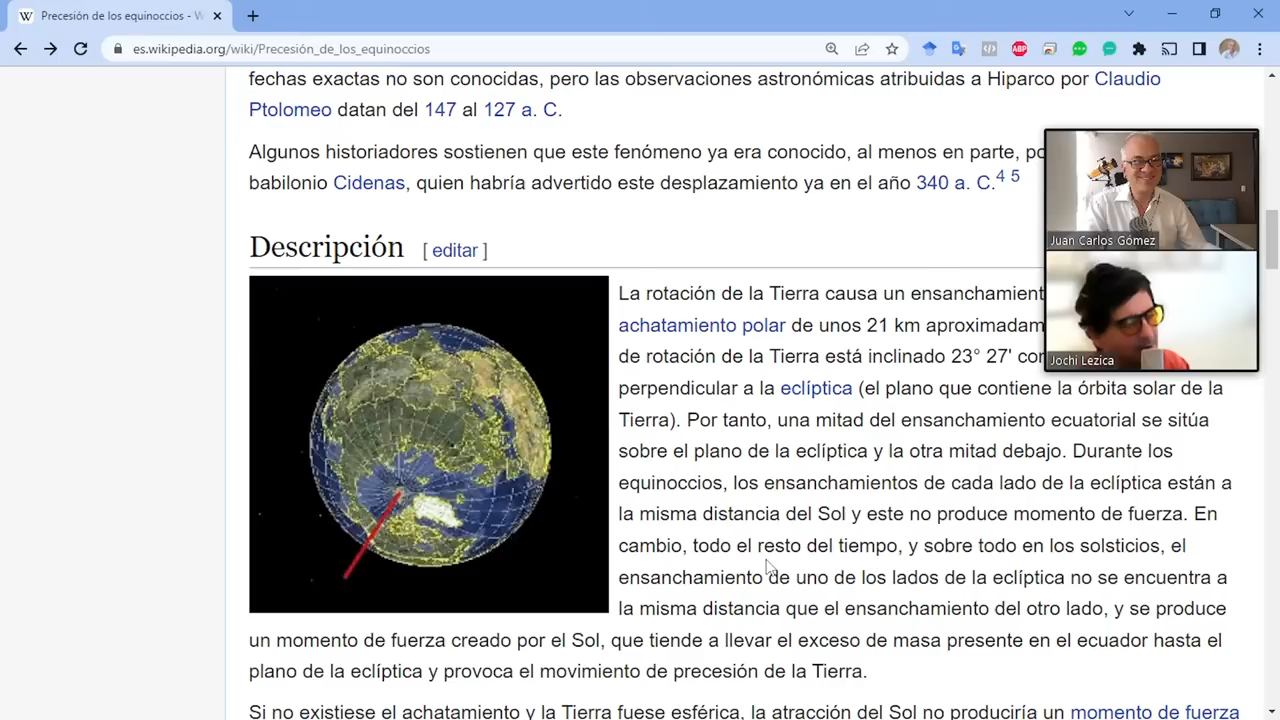 Precesión de los equinoccios - W
es.wikipedia.org/wiki/Precesión_de_los_equinoccios
ABP
fechas exactas no son conocidas, pero las observaciones astronómicas atribuidas a Hiparco por Claudio
Ptolomeo datan del 147 al 127 a. C.
Algunos historiadores sostienen que este fenómeno ya era conocido, al menos en parte, po
babilonio Cidenas, quien habría advertido este desplazamiento ya en el año 340 a. C.4 5
Juan Carlos Gómez
Jochi Lezica
Descripción [ editar ]
La rotación de la Tierra causa un ensanchamient
achatamiento polar de unos 21 km aproximadam
de rotación de la Tierra está inclinado 23° 27' co
perpendicular a la eclíptica (el plano que contiene la órbita solar de la
Tierra). Por tanto, una mitad del ensanchamiento ecuatorial se sitúa
sobre el plano de la eclíptica y la otra mitad debajo. Durante los
equinoccios, los ensanchamientos de cada lado de la eclíptica están a
la misma distancia del Sol y este no produce momento de fuerza. En
cambio, todo el resto del tiempo, y sobre todo en los solsticios, el
ensanchamiento de uno de los lados de la eclíptica no se encuentra a
la misma distancia que el ensanchamiento del otro lado, y se produce
un momento de fuerza creado por el Sol, que tiende a llevar el exceso de masa presente en el ecuador hasta el
plano de la eclíptica y provoca el movimiento de precesión de la Tierra.
Si no existiese el achatamiento y la Tierra fuese esférica, la atracción del Sol no produciría un momento de fuerza